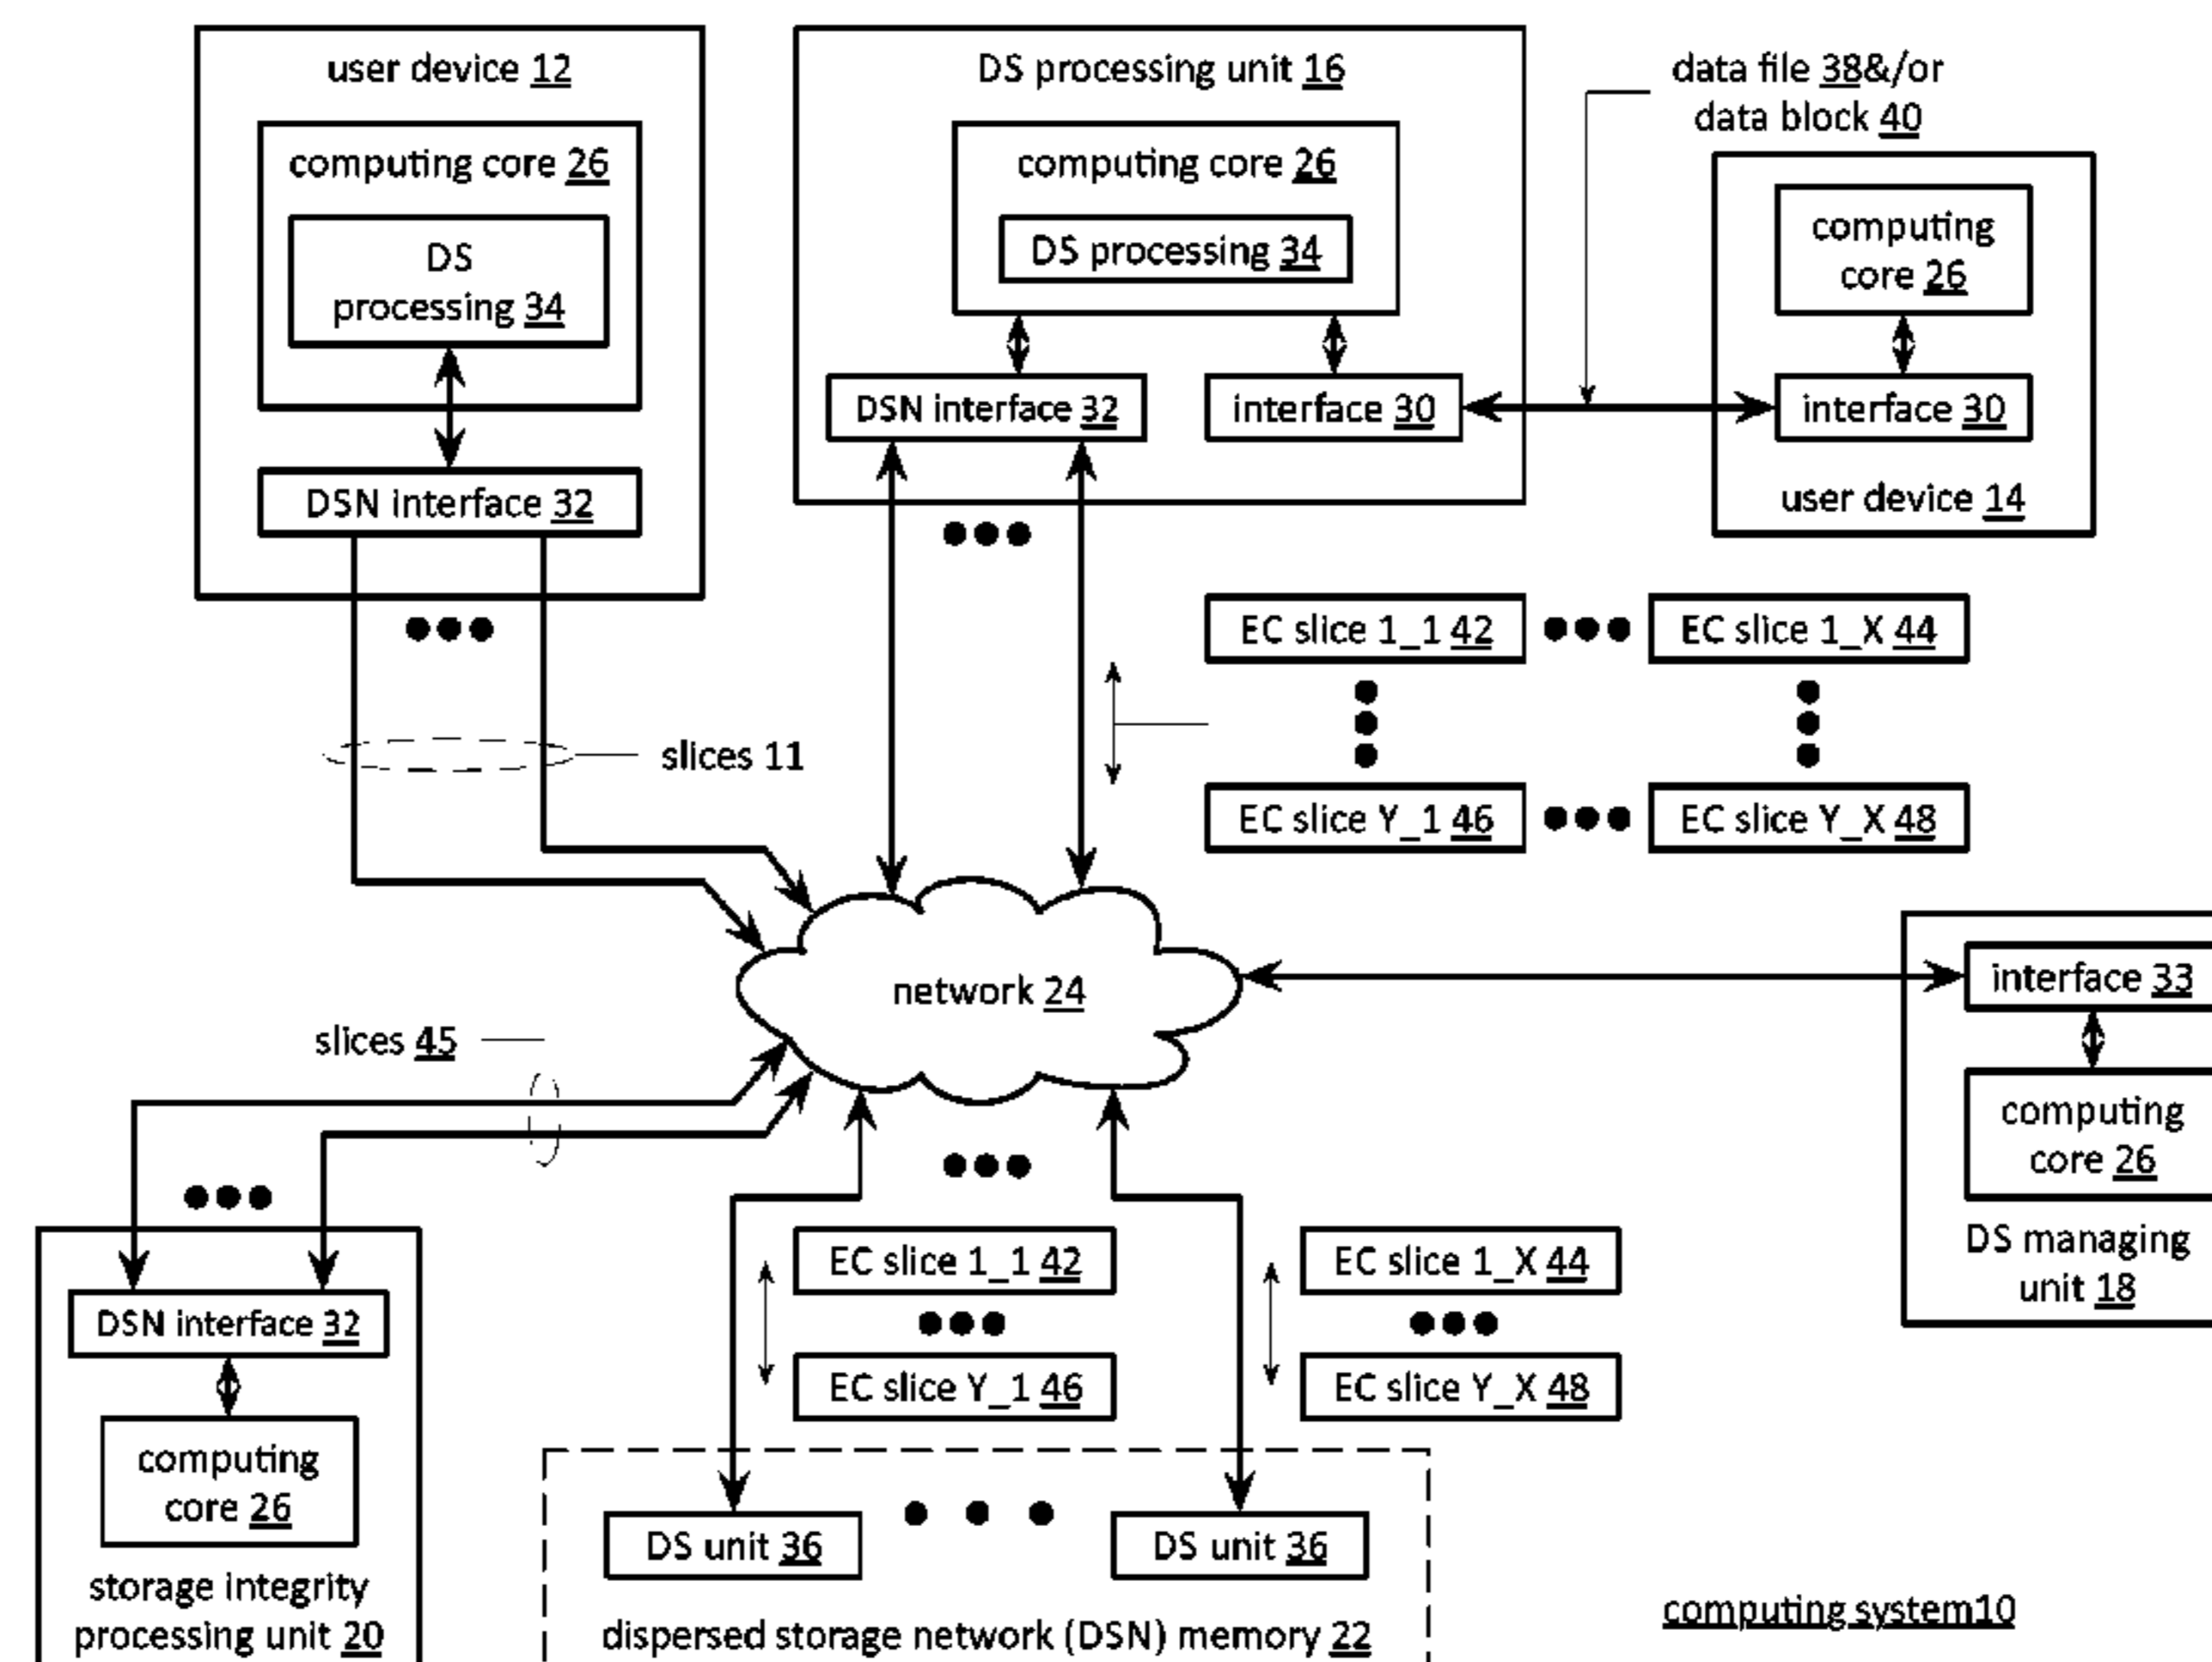 user device 12
computing core 26
DS
processing 34
DSN interface 32
slices 11
DS processing unit 16
computing core 26
DS processing 34
DSN interface 32
interface 30
data file 38&/or
data block 40
computing
core 26
interface 30
user device 14
EC slice 1_1 42
EC slice 1_X 44
EC slice Y_1 46
EC slice Y_X 48
network 24
interface 33
computing
core 26
DS managing
unit 18
slices 45
DSN interface 32
computing
core 26
storage integrity
processing unit 20
EC slice 1_1 42
EC slice Y_1 46
EC slice 1_X 44
EC slice Y_X 48
DS unit 36
DS unit 36
dispersed storage network (DSN) memory 22
computing system10